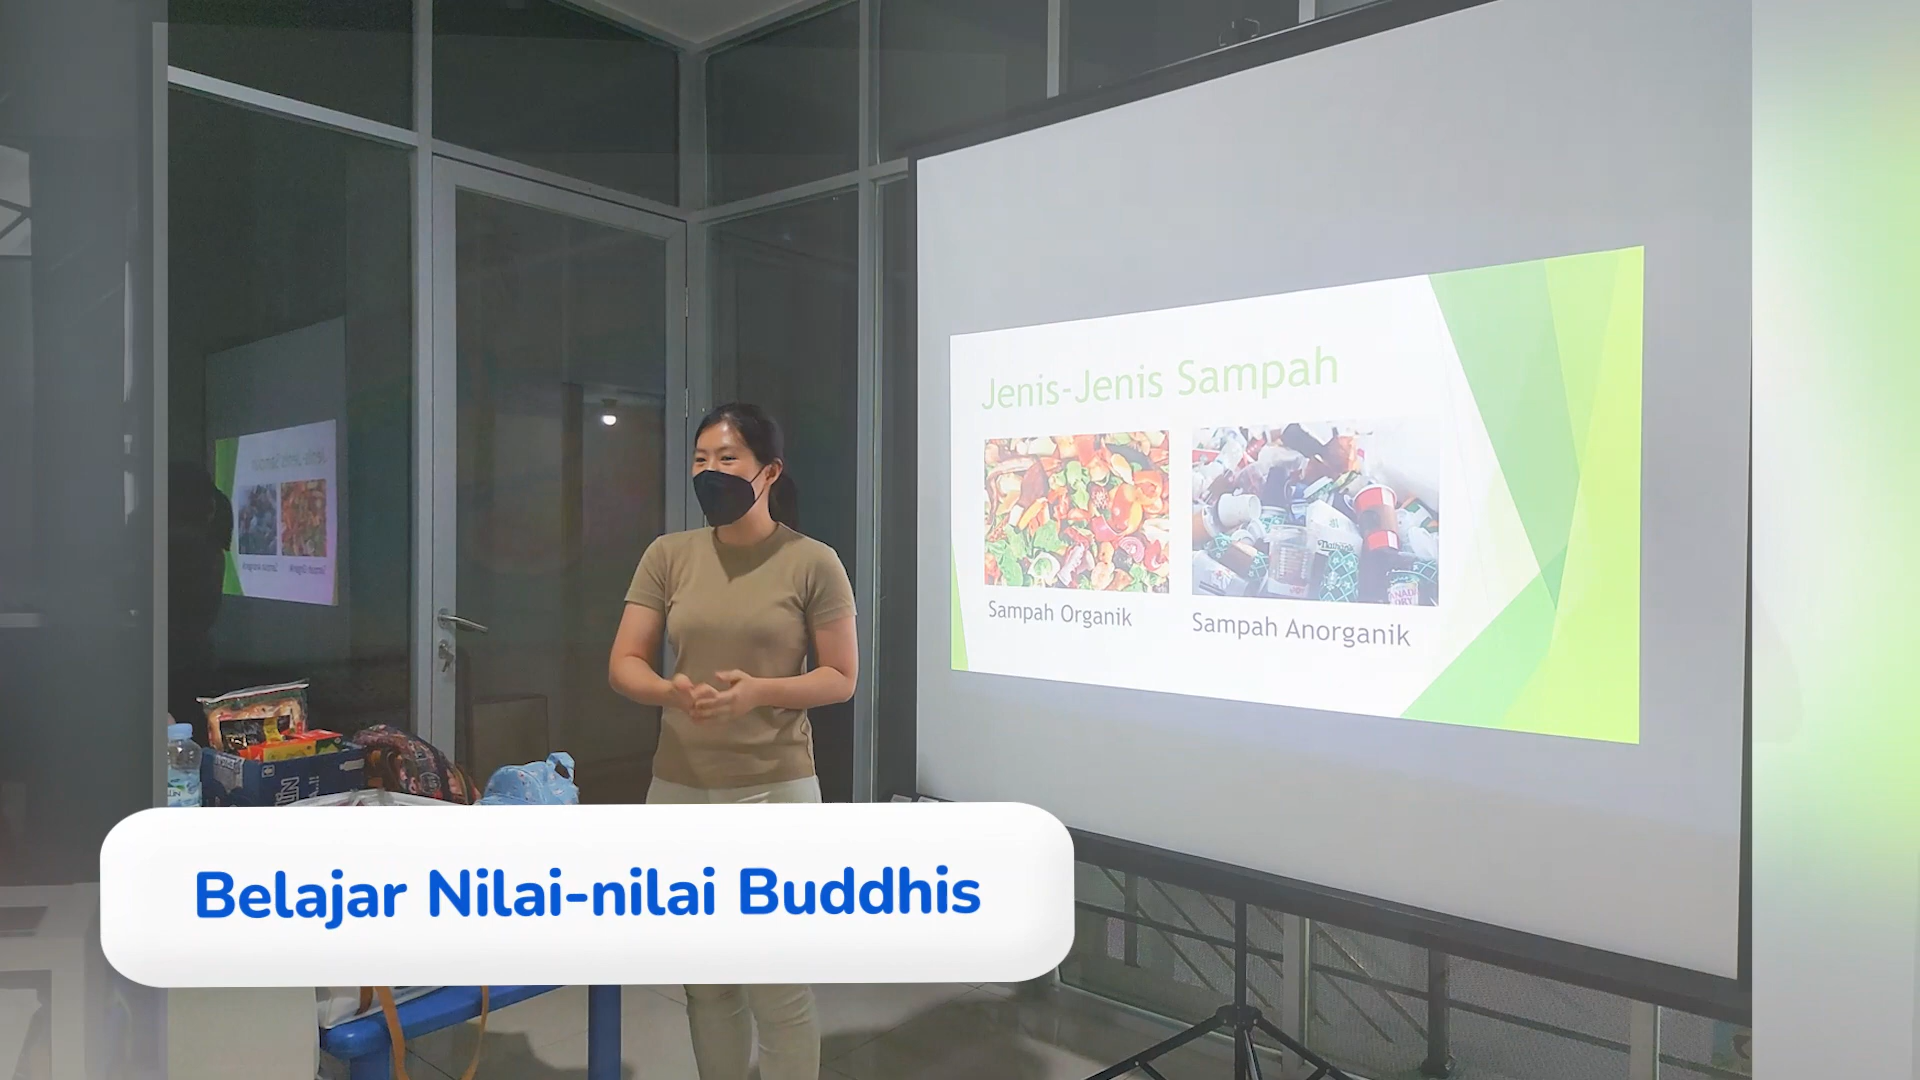 Jenis-Jenis Sampah
Sampah Organik
Sampah Anorganik
Belajar Nilai-nilai Buddhis